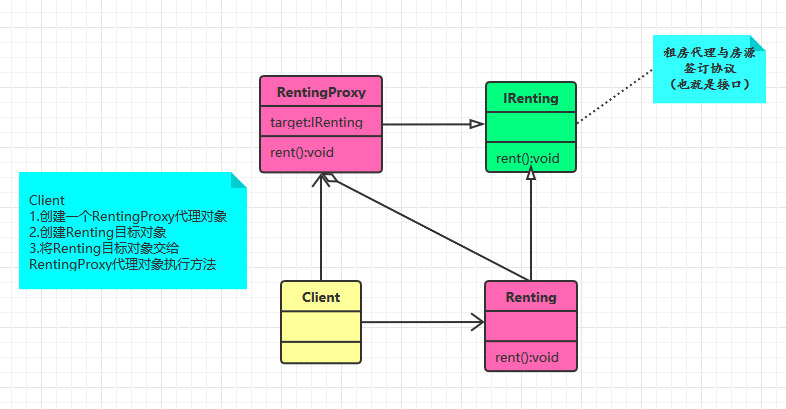 租房代理与房源
签订协议
(也就是接口)
RentingProxy
target:IRenting
rent():void
IRenting
rent():void
Client
1.创建一个RentingProxy代理对象
2.创建Renting目标对象
3.将Renting目标对象交给
RentingProxy代理对象执行方法
Client
Renting
rent():void